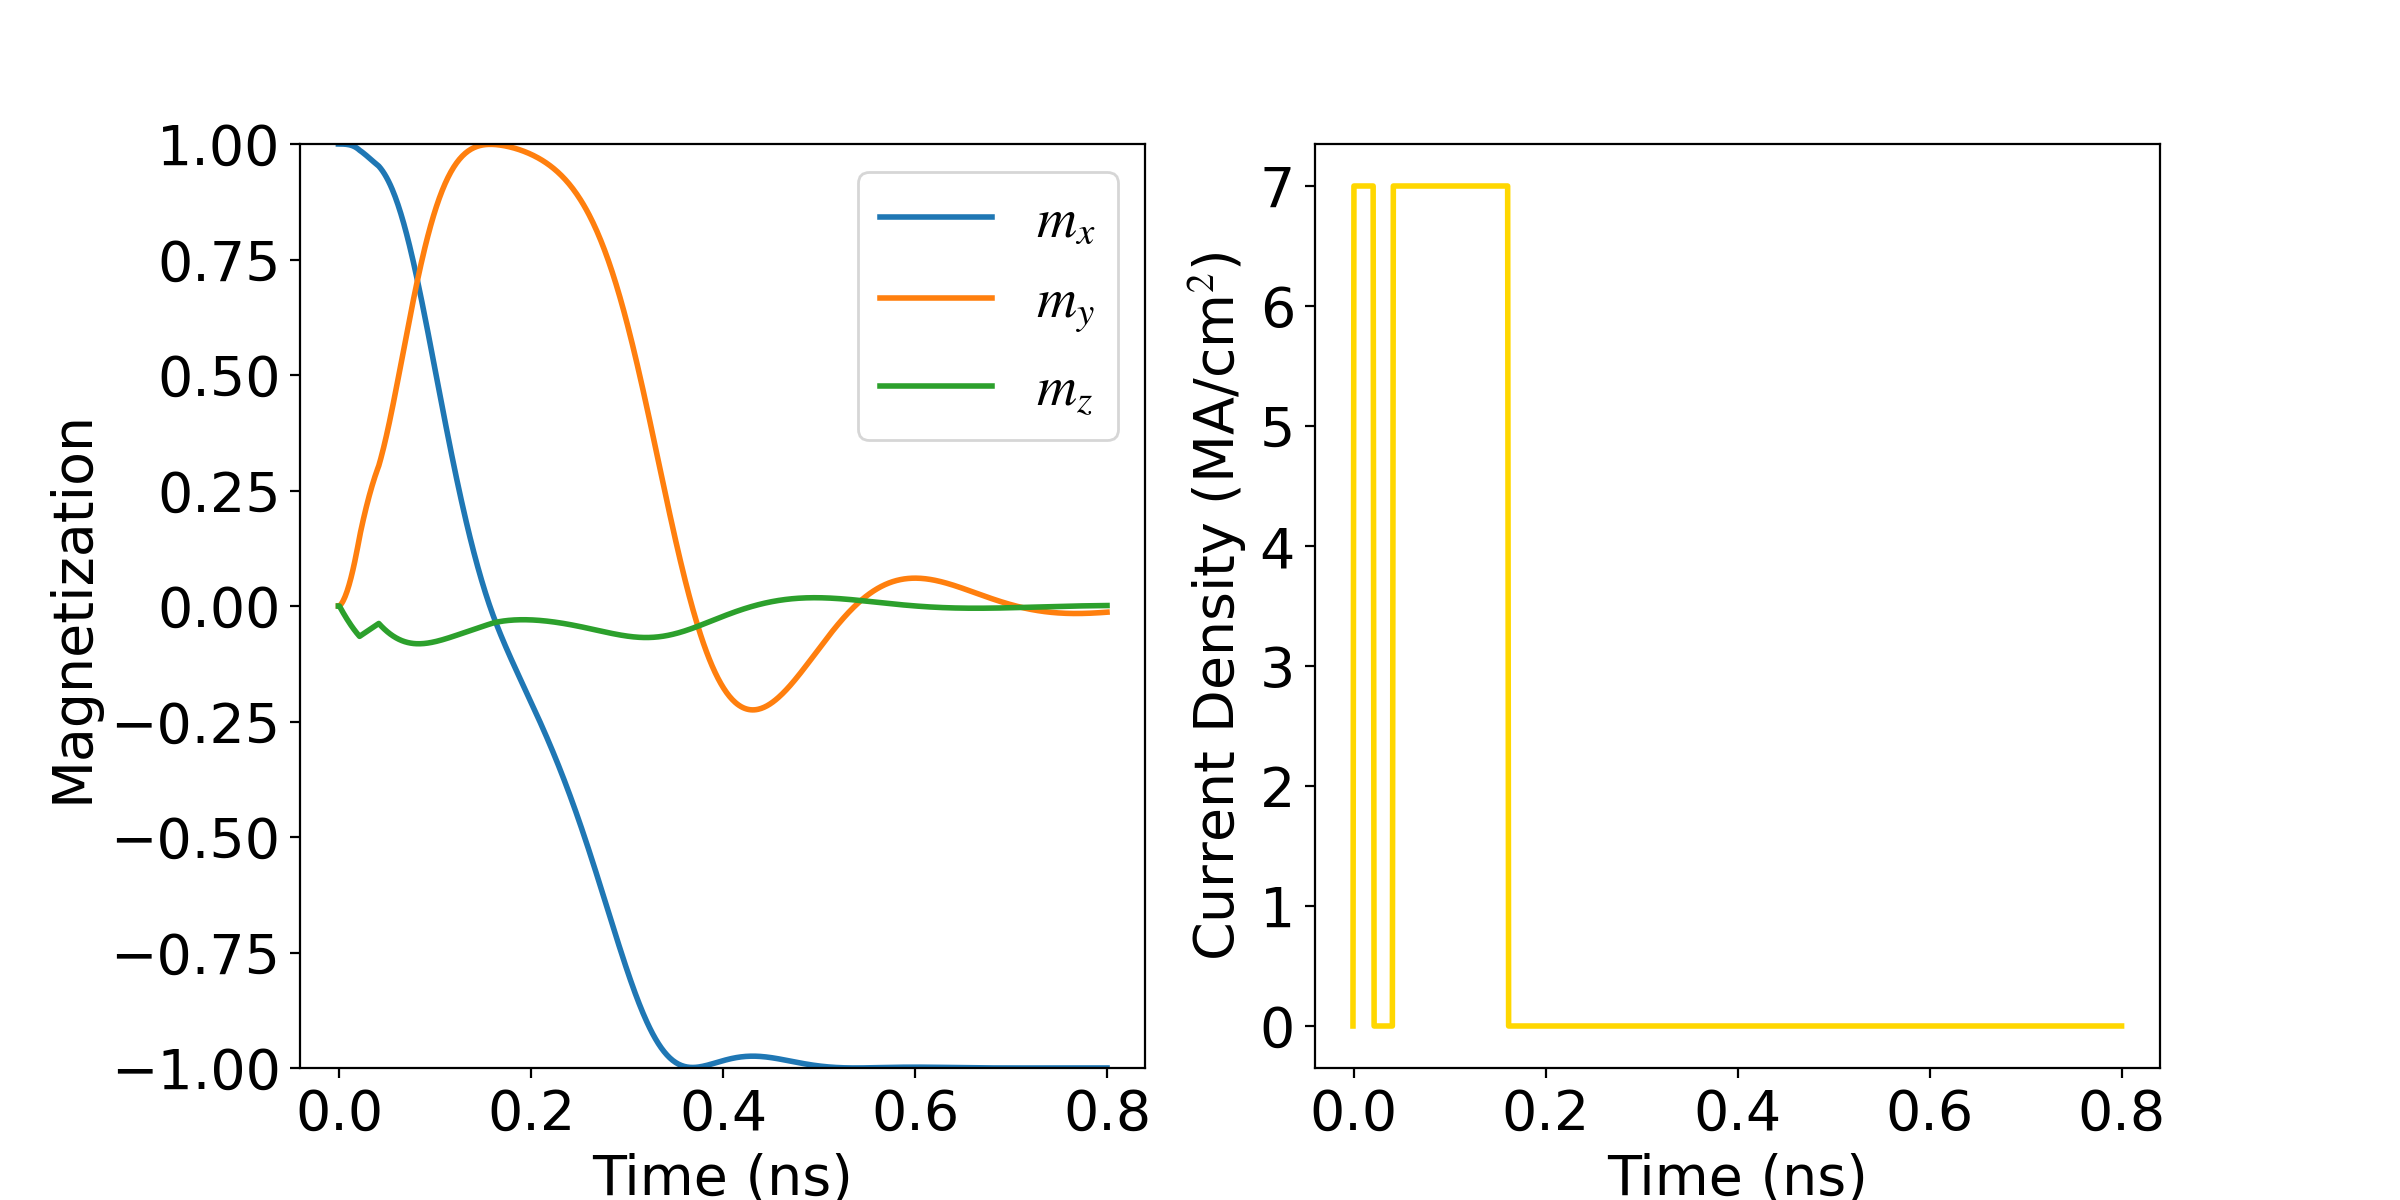 1.00
0.75
0.50
0.25
0.00
−0.25
−0.50
−0.75
−1.00
Magnetization
0.0 0.2 0.4 0.6 0.8
Time (ns)
m_x
m_y
m_z
7
6
5
4
3
2
1
0
Current Density (MA/cm²)
0.0 0.2 0.4 0.6 0.8
Time (ns)